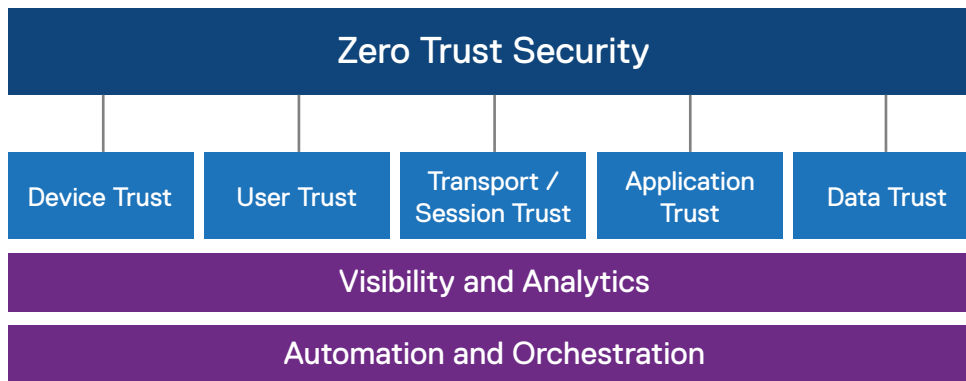 Zero Trust Security
Device Trust
User Trust
Transport /
Session Trust
Application
Trust
Data Trust
Visibility and Analytics
Automation and Orchestration